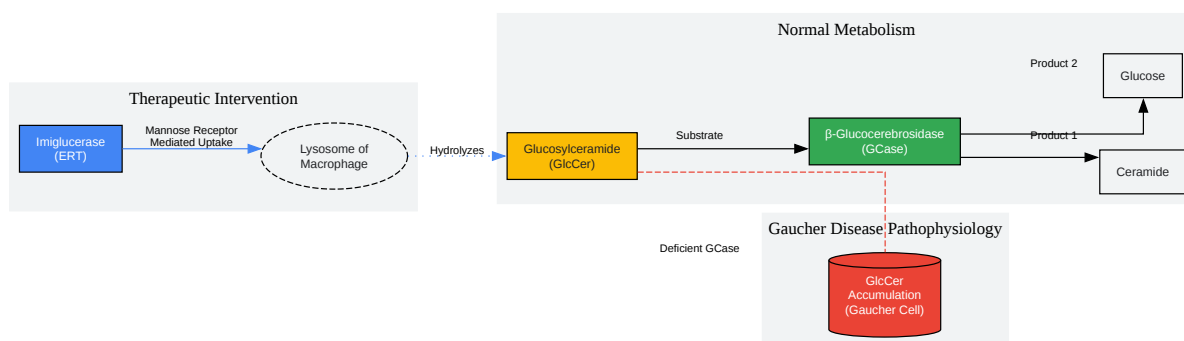 Normal Metabolism
Therapeutic Intervention
Imiglucerase
(ERT)
Mannose Receptor
Mediated Uptake
Lysosome of
Macrophage
Hydrolyzes
Glucosylceramide
(GlcCer)
Substrate
β-Glucocerebrosidase
(GCase)
Product 2
Glucose
Product 1
Ceramide
Gaucher Disease Pathophysiology
Deficient GCase
GlcCer
Accumulation
(Gaucher Cell)